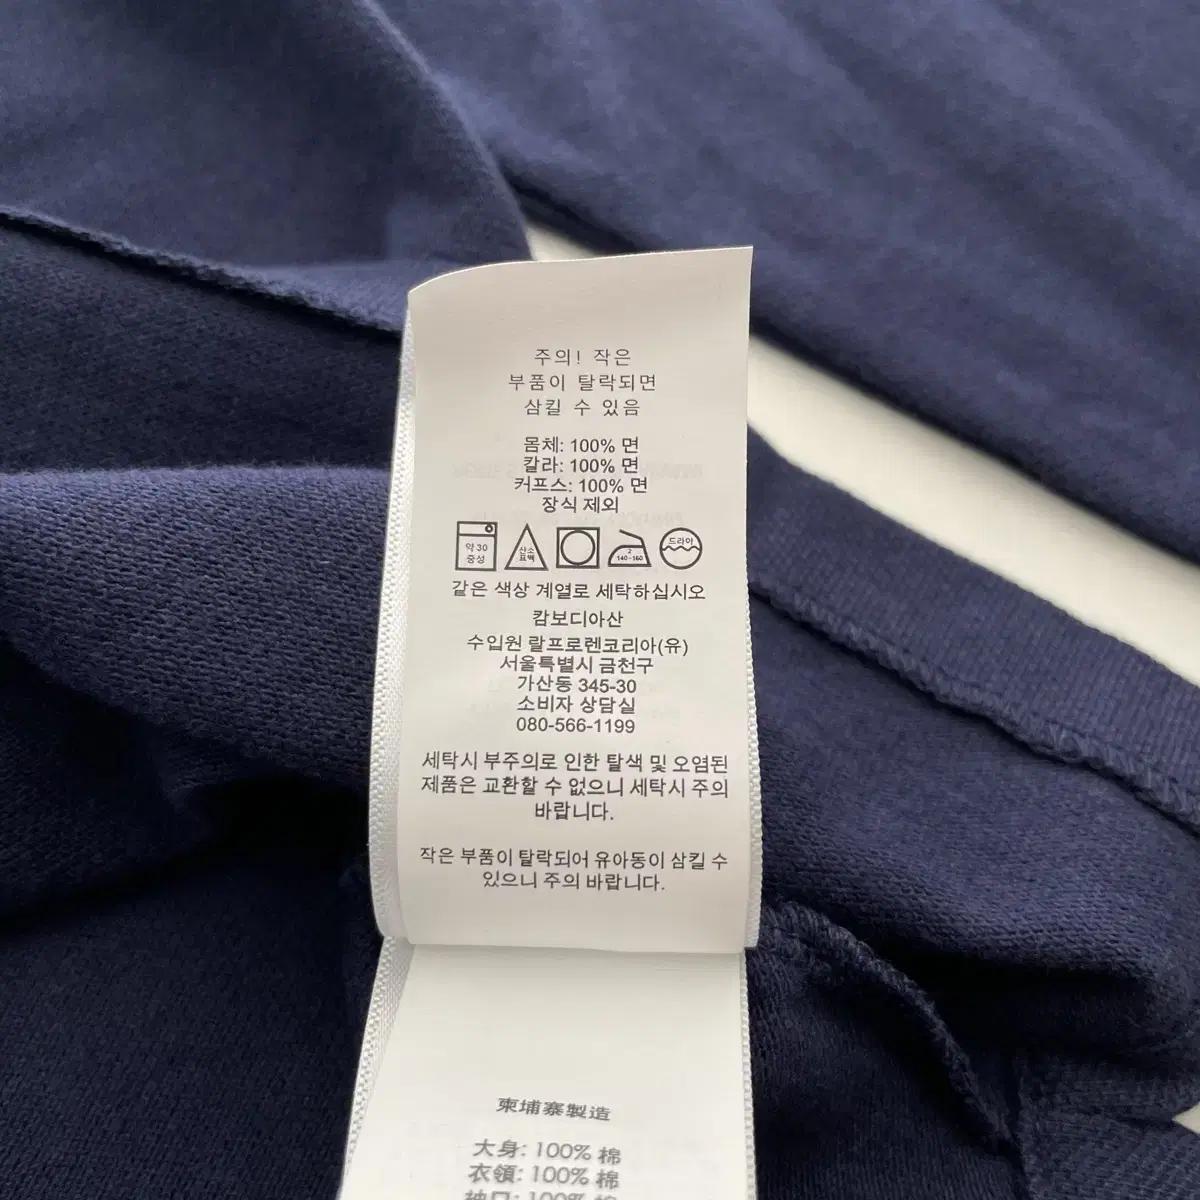 주의! 작은
부품이 탈락되면
삼킬 수 있음
몸체: 100% 면
칼라: 100% 면
커프스: 100% 면
장식 제외
약 30
중성
산소
표백
2
140-160
드라이
같은 색상 계열로 세탁하십시오
캄보디아산
수입원 랄프로렌코리아(유)
서울특별시 금천구
가산동 345-30
소비자 상담실
080-566-1199
세탁시 부주의로 인한 탈색 및 오염된
제품은 교환할 수 없으니 세탁시 주의
바랍니다.
작은 부품이 탈락되어 유아동이 삼킬 수
있으니 주의 바랍니다.
柬埔寨製造
大身: 100% 棉
衣領: 100% 棉
袖口: 100% 棉